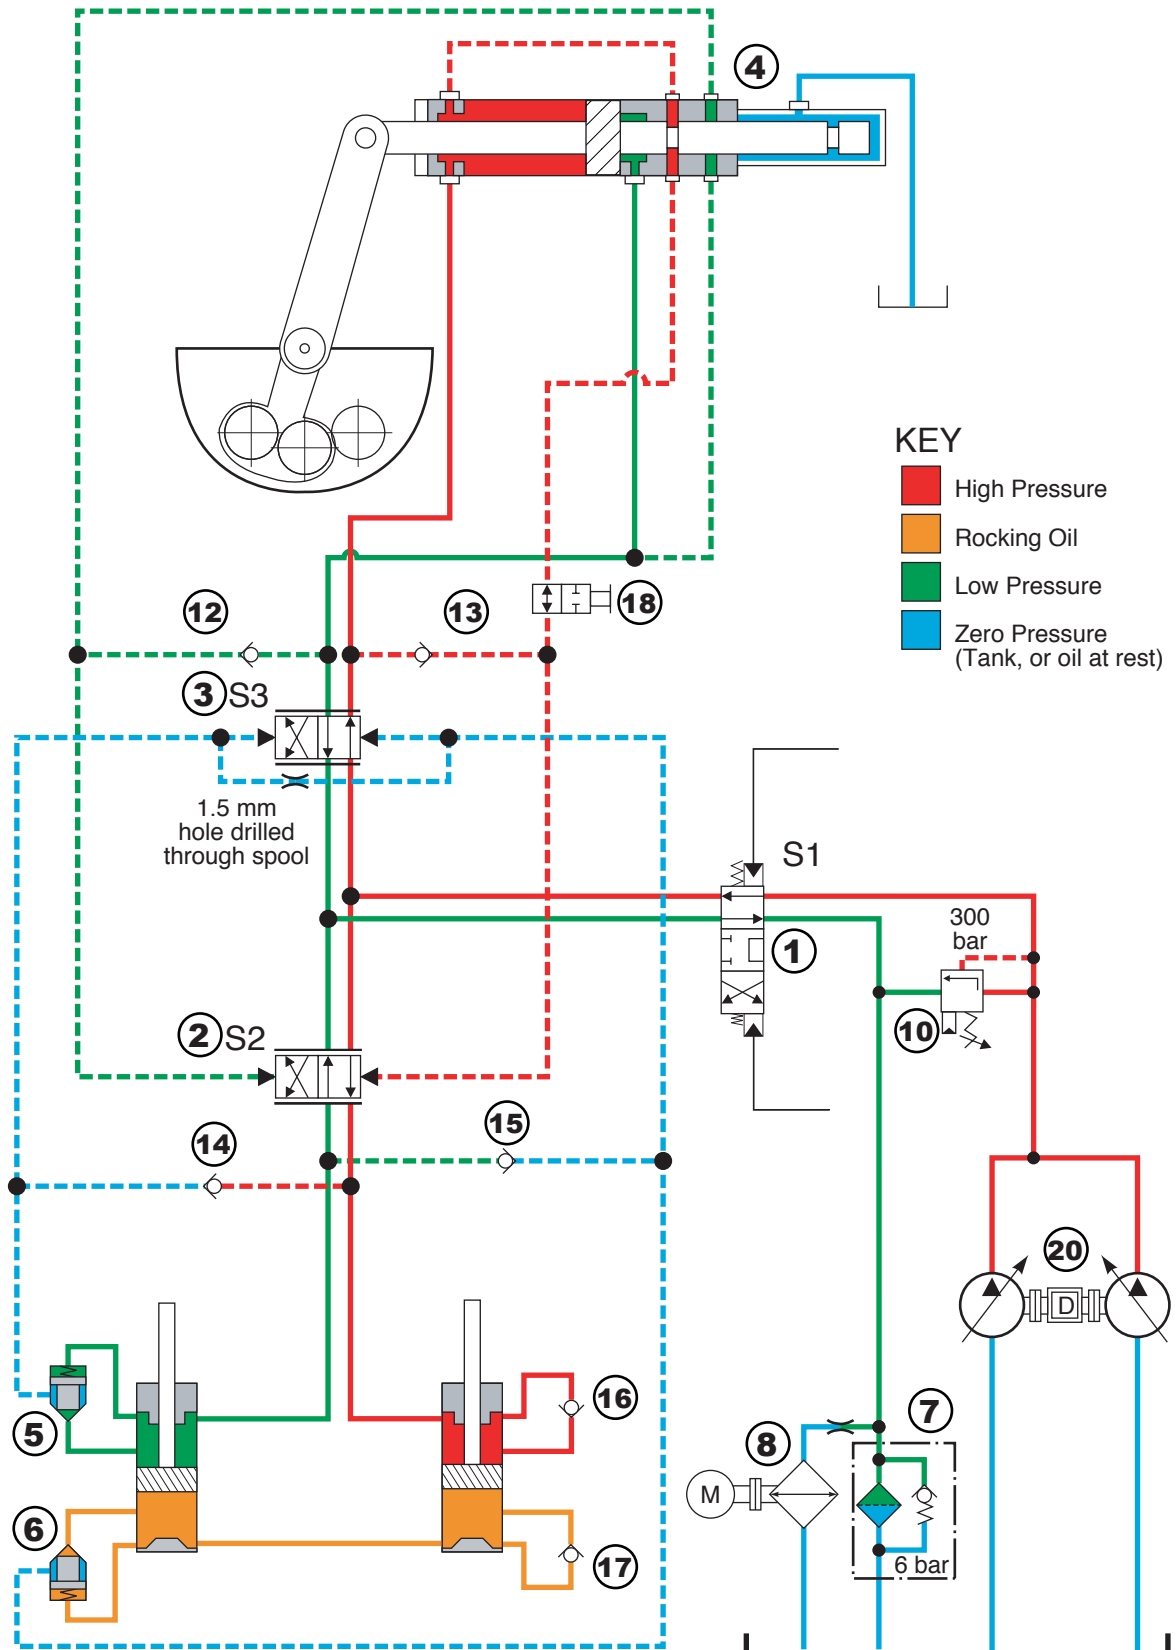 4
KEY
High Pressure
Rocking Oil
Low Pressure
Zero Pressure
(Tank, or oil at rest)
12
13
18
3 S3
1.5 mm
hole drilled
through spool
S1
300
bar
1
10
2 S2
14
15
20
D
5
16
7
8
M
6
17
6 bar